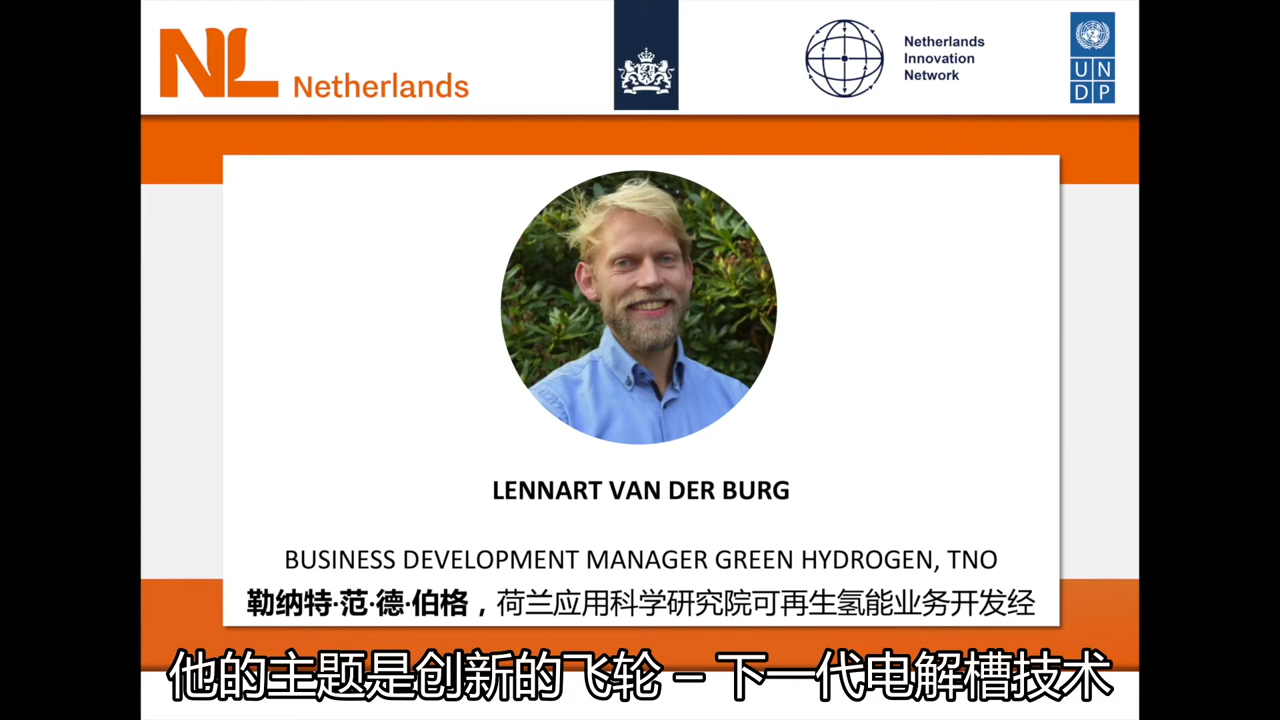 NL Netherlands
Netherlands
Innovation
Network
UN
DP
LENNART VAN DER BURG
BUSINESS DEVELOPMENT MANAGER GREEN HYDROGEN, TNO
勒纳特·范·德·伯格，荷兰应用科学研究院可再生氢能业务开发经
他的主题是创新的飞轮 – 下一代电解槽技术